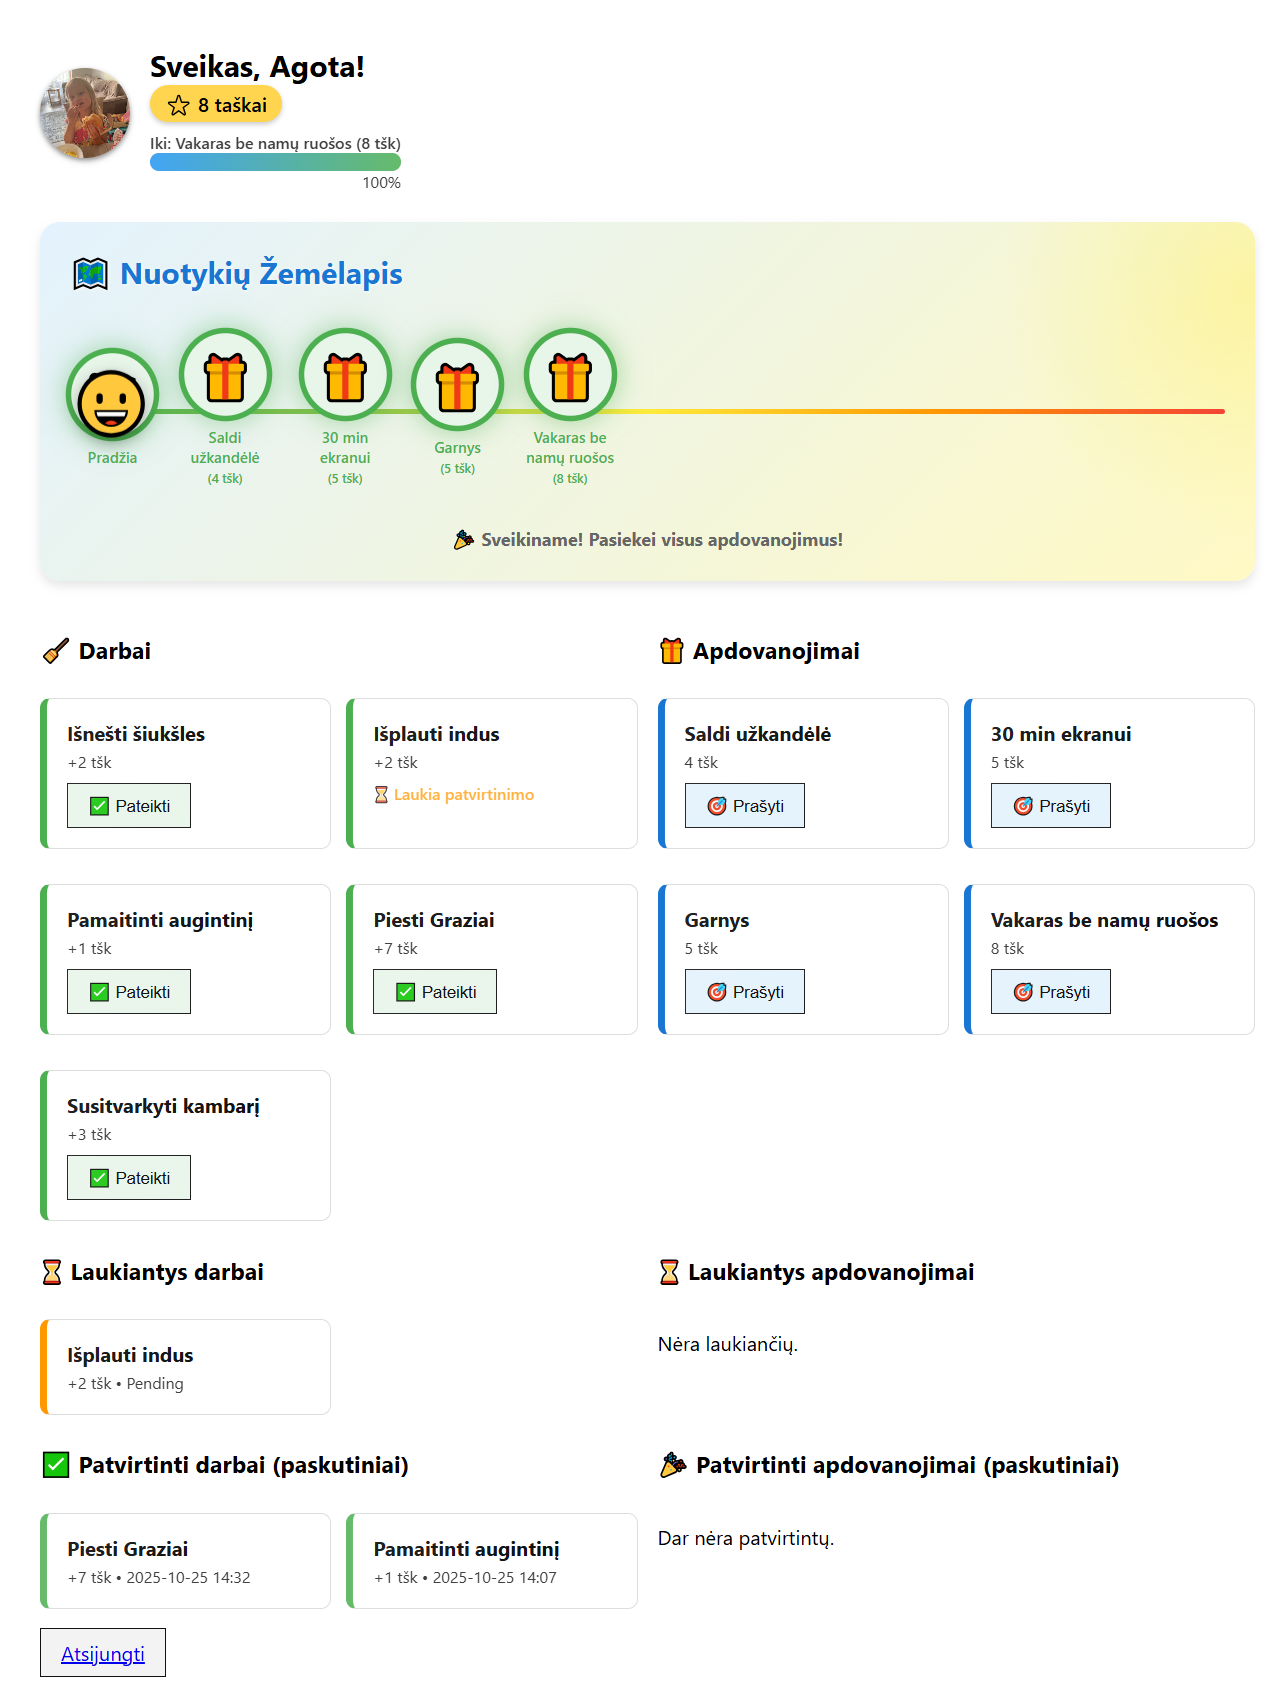 Sveikas, Agota!
8 taškai
Iki: Vakaras be namų ruošos (8 tšk)
100%
Nuotykių Žemėlapis
Pradžia
Saldi
užkandėlė
(4 tšk)
30 min
ekranui
(5 tšk)
Garnys
(5 tšk)
Vakaras be
namų ruošos
(8 tšk)
Sveikiname! Pasiekei visus apdovanojimus!
Darbai
Išnešti šiukšles
+2 tšk
Pateikti
Išplauti indus
+2 tšk
Laukia patvirtinimo
Pamaitinti augintinį
+1 tšk
Pateikti
Piesti Graziai
+7 tšk
Pateikti
Susitvarkyti kambarį
+3 tšk
Pateikti
Apdovanojimai
Saldi užkandėlė
4 tšk
Prašyti
30 min ekranui
5 tšk
Prašyti
Garnys
5 tšk
Prašyti
Vakaras be namų ruošos
8 tšk
Prašyti
Laukiantys darbai
Išplauti indus
+2 tšk • Pending
Laukiantys apdovanojimai
Nėra laukiančių.
Patvirtinti darbai (paskutiniai)
Piesti Graziai
+7 tšk • 2025-10-25 14:32
Pamaitinti augintinį
+1 tšk • 2025-10-25 14:07
Patvirtinti apdovanojimai (paskutiniai)
Dar nėra patvirtintų.
Atsijungti